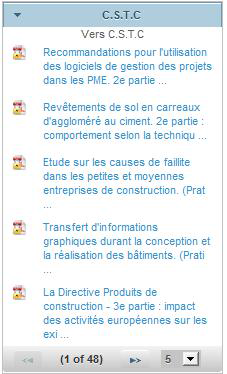 C.S.T.C
Vers C.S.T.C
Recommandations pour l'utilisation
des logiciels de gestion des projets
dans les PME. 2e partie ...
Revêtements de sol en carreaux
d'aggloméré au ciment. 2e partie :
comportement selon la techniqu ...
Etude sur les causes de faillite
dans les petites et moyennes
entreprises de construction. (Prat
...
Transfert d'informations
graphiques durant la conception et
la réalisation des bâtiments. (Prati
...
La Directive Produits de
construction - 3e partie : impact
des activités européennes sur les
exi ...
(1 of 48) 5